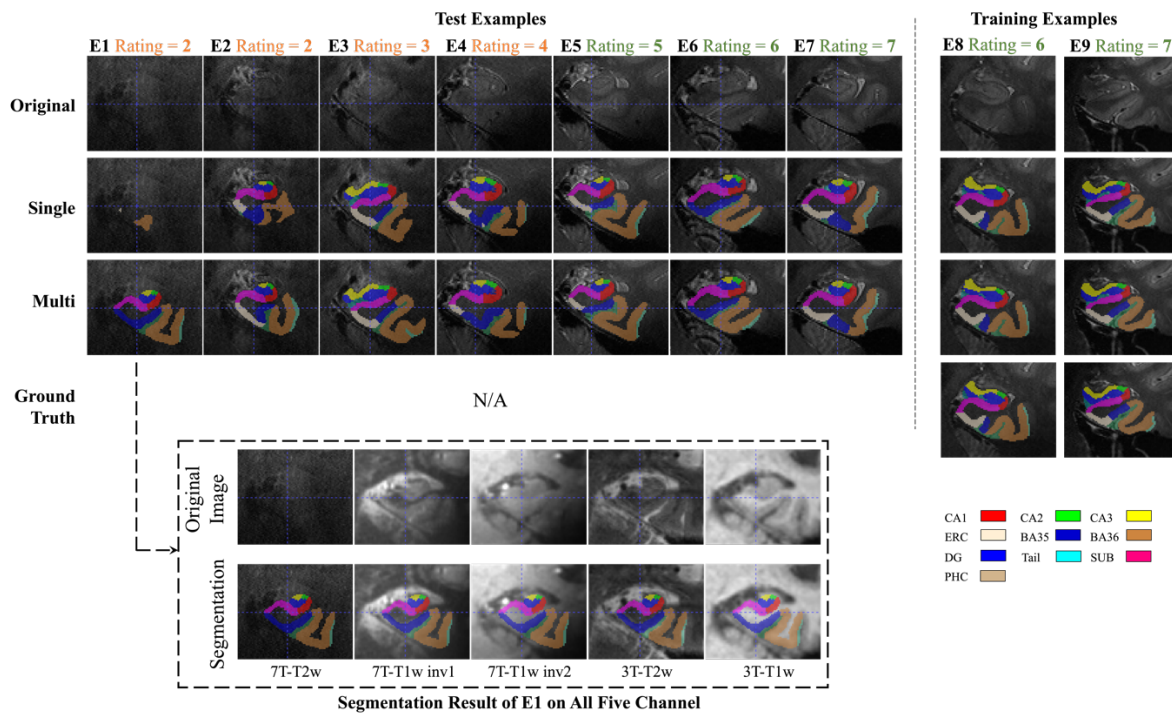 Test Examples
Training Examples
E1 Rating = 2
E2 Rating = 2
E3 Rating = 3
E4 Rating = 4
E5 Rating = 5
E6 Rating = 6
E7 Rating = 7
E8 Rating = 6
E9 Rating = 7
Original
Single
Multi
Ground
Truth
N/A
Original
Image
Segmentation
7T-T2w
7T-T1w inv1
7T-T1w inv2
3T-T2w
3T-T1w
Segmentation Result of E1 on All Five Channel
CA1
CA2
CA3
ERC
BA35
BA36
DG
Tail
SUB
PHC